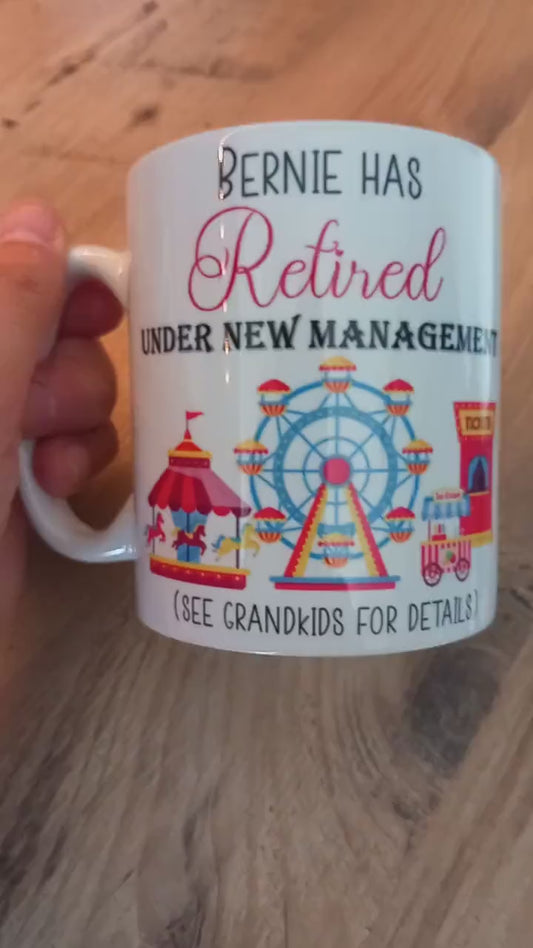 BERNIE HAS
Retired
UNDER NEW MANAGEMENT
(SEE GRANDKIDS FOR DETAILS)